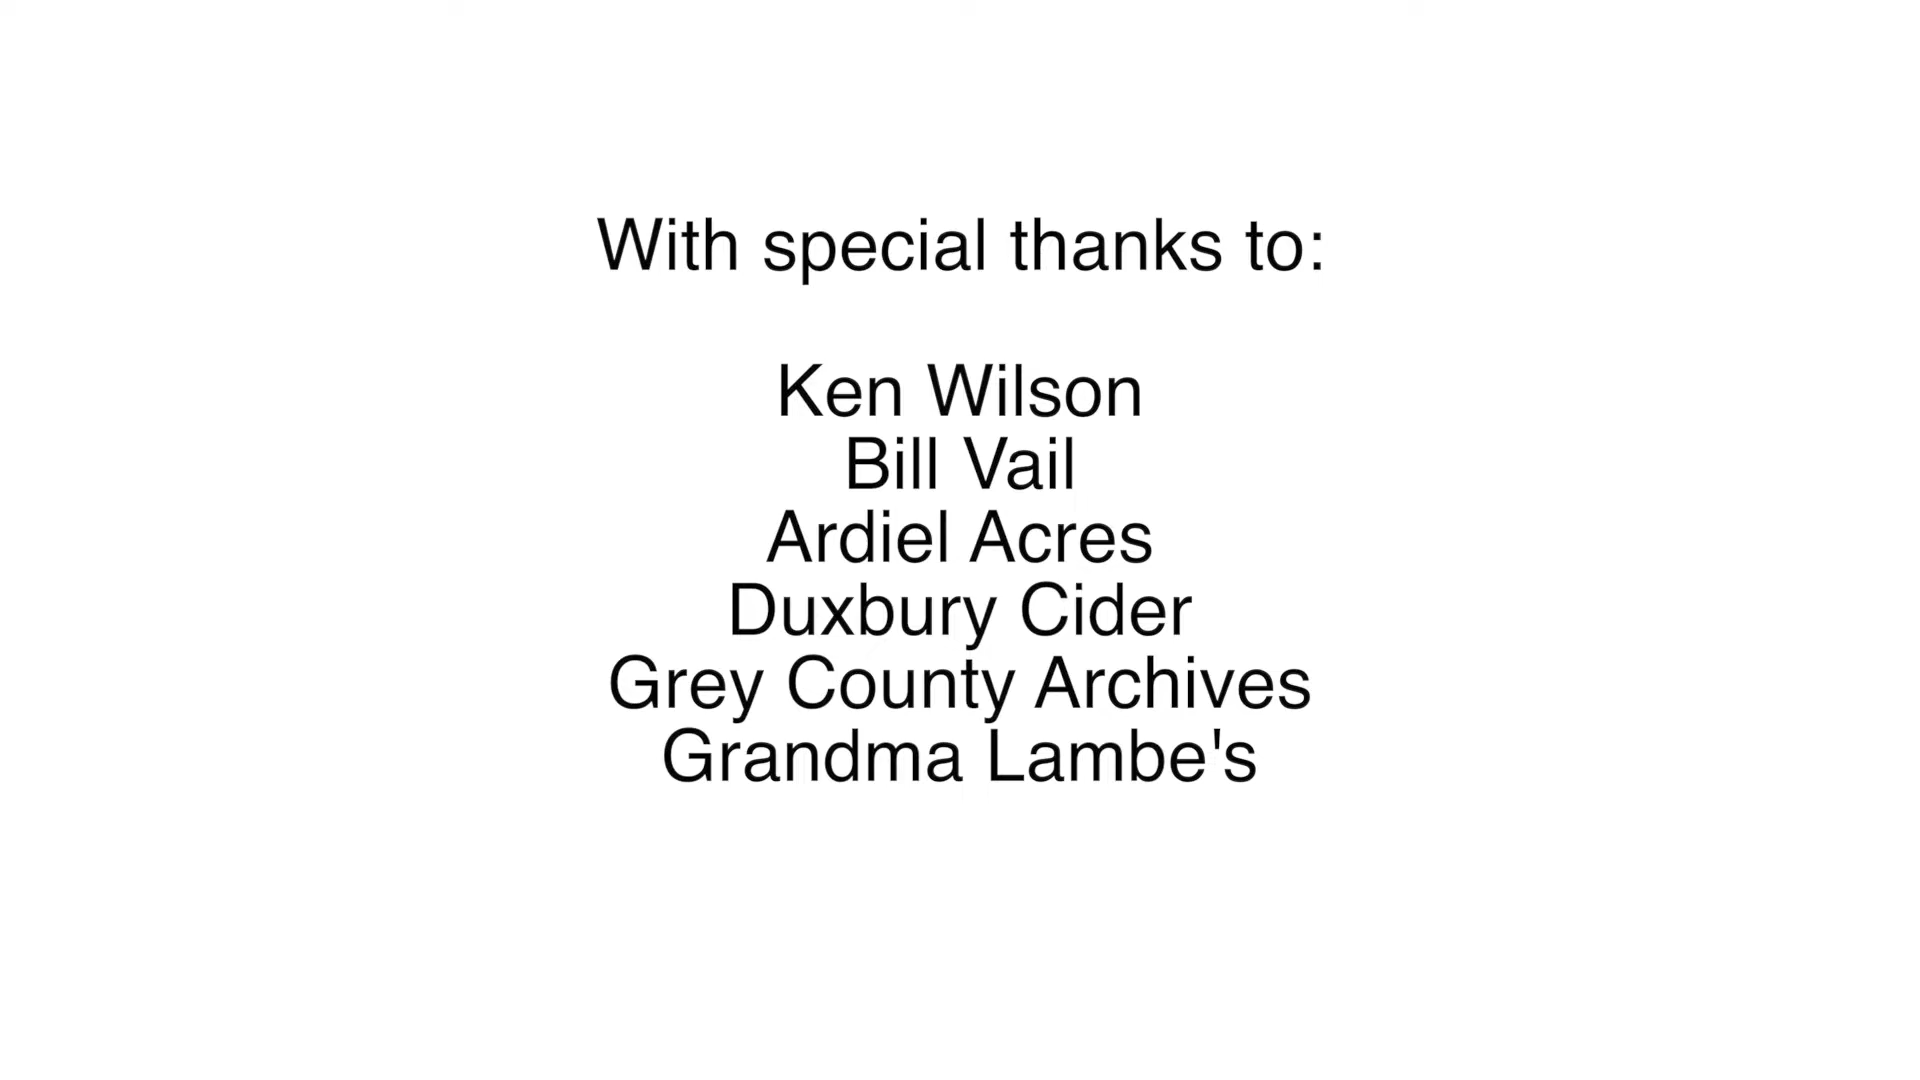 With special thanks to:
Ken Wilson
Bill Vail
Ardiel Acres
Duxbury Cider
Grey County Archives
Grandma Lambe's